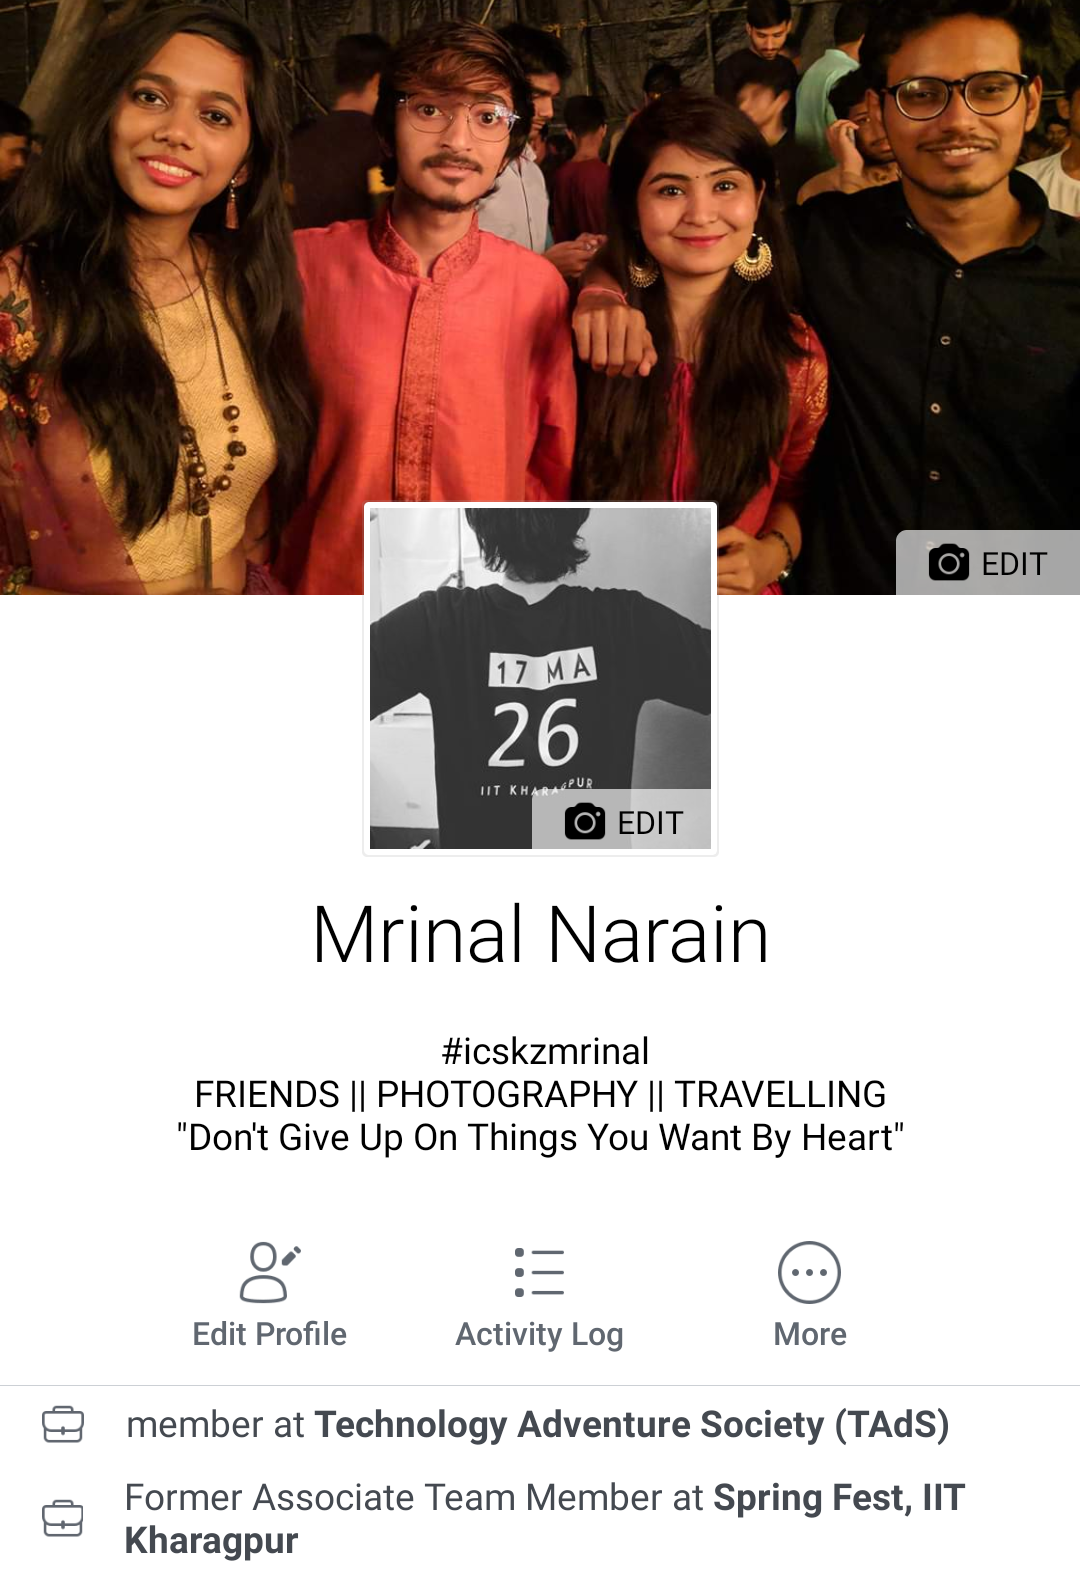 EDIT
17 MA
26
IIT KHARAGPUR
EDIT
Mrinal Narain
#icskzmrinal
FRIENDS || PHOTOGRAPHY || TRAVELLING
"Don't Give Up On Things You Want By Heart"
Edit Profile
Activity Log
More
member at Technology Adventure Society (TAdS)
Former Associate Team Member at Spring Fest, IIT
Kharagpur